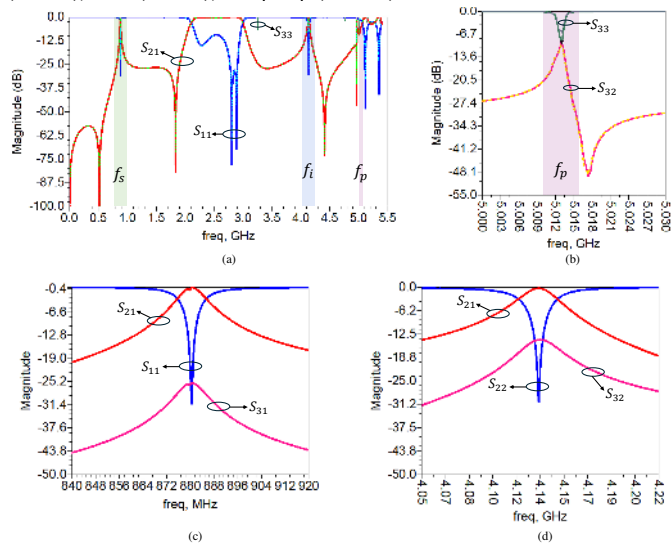 0.0
-12.5
-25.0
-37.5
-50.0
-62.5
-75.0
-87.5
-100.0
Magnitude (dB)
S21
S33
S11
fs
fi
fp
0.0 0.5 1.0 1.5 2.0 2.5 3.0 3.5 4.0 4.5 5.0 5.5
freq, GHz
(a)
0.0
-6.9
-13.7
-20.6
-27.4
-34.3
-41.1
-48.0
-55.0
Magnitude (dB)
S33
S32
fp
5.000 5.003 5.006 5.009 5.012 5.015 5.018 5.021 5.024 5.027 5.030
freq, GHz
(b)
-0.4
-6.6
-12.8
-19.0
-25.2
-31.4
-37.6
-43.8
-50.0
Magnitude
S21
S11
S31
840 848 856 864 872 880 888 896 904 912 920
freq, MHz
(c)
0.0
-6.3
-12.5
-18.8
-25.0
-31.3
-37.5
-43.8
-50.0
Magnitude
S21
S22
S32
4.05 4.07 4.08 4.10 4.12 4.14 4.15 4.17 4.19 4.20 4.22
freq, GHz
(d)